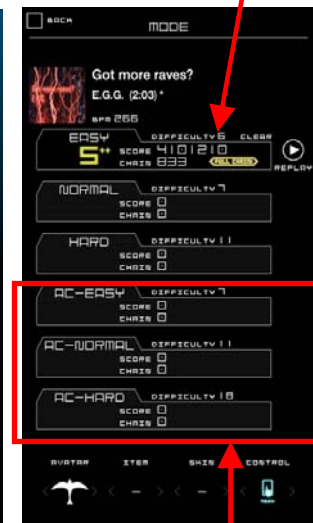 BACK
MODE
Got more raves?
E.G.G. (2:03) *
BPM 266
EASY DIFFICULTY 6 CLEAR
S++ SCORE 4101210
CHAIN 833 FULL CHAIN
REPLAY
NORMAL DIFFICULTY 7
SCORE 0
CHAIN 0
HARD DIFFICULTY 11
SCORE 0
CHAIN 0
AC-EASY DIFFICULTY 7
SCORE 0
CHAIN 0
AC-NORMAL DIFFICULTY 11
SCORE 0
CHAIN 0
AC-HARD DIFFICULTY 18
SCORE 0
CHAIN 0
AVATAR ITEM SKIN CONTROL